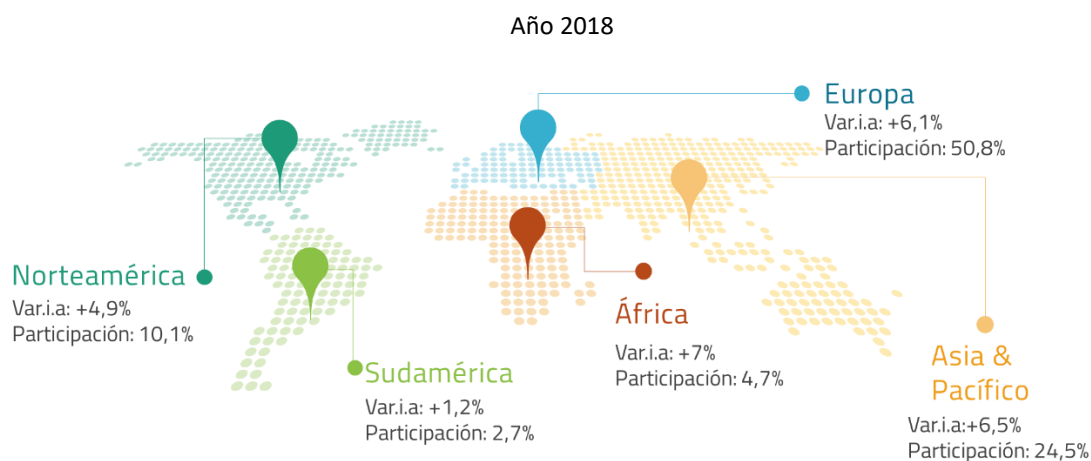 Año 2018
Europa
Var.i.a: +6,1%
Participación: 50,8%
Norteamérica
Var.i.a: +4,9%
Participación: 10,1%
África
Var.i.a: +7%
Participación: 4,7%
Asia &
Pacífico
Var.i.a:+6,5%
Participación: 24,5%
Sudamérica
Var.i.a: +1,2%
Participación: 2,7%